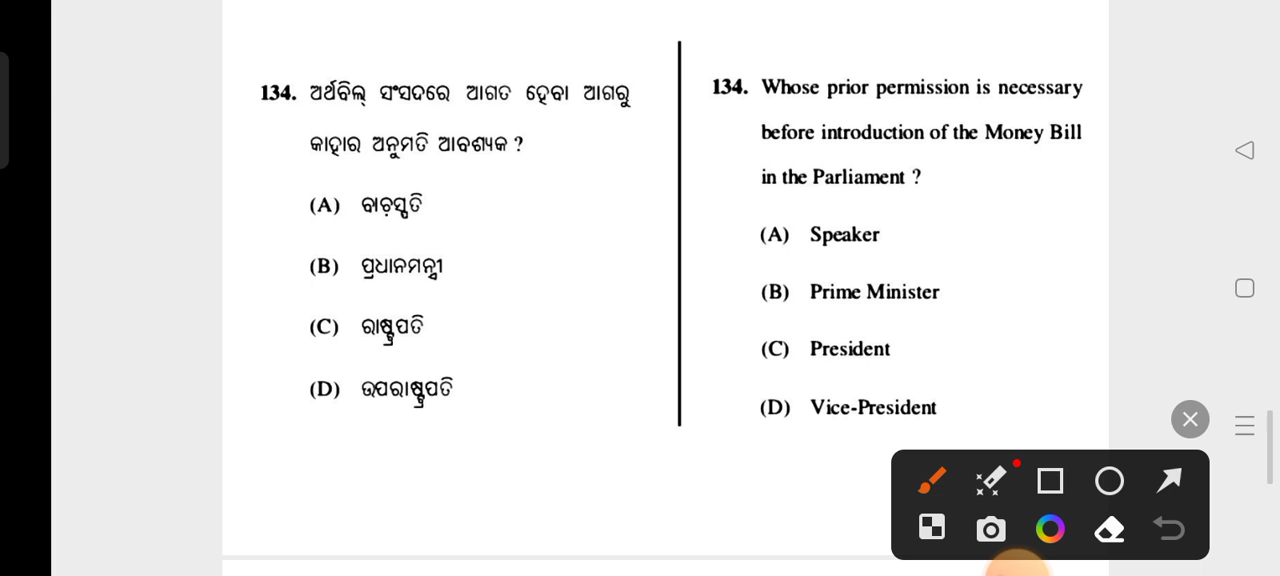 134. ଅର୍ଥବିଲ୍ ସଂସଦରେ ଆଗତ ହେବା ଆଗରୁ
କାହାର ଅନୁମତି ଆବଶ୍ୟକ ?
(A) ବାଚ଼ସ୍ପତି
(B) ପ୍ରଧାନମନ୍ତ୍ରୀ
(C) ରାଷ୍ଟ୍ରପତି
(D) ଉପରାଷ୍ଟ୍ରପତି
134. Whose prior permission is necessary
before introduction of the Money Bill
in the Parliament ?
(A) Speaker
(B) Prime Minister
(C) President
(D) Vice-President